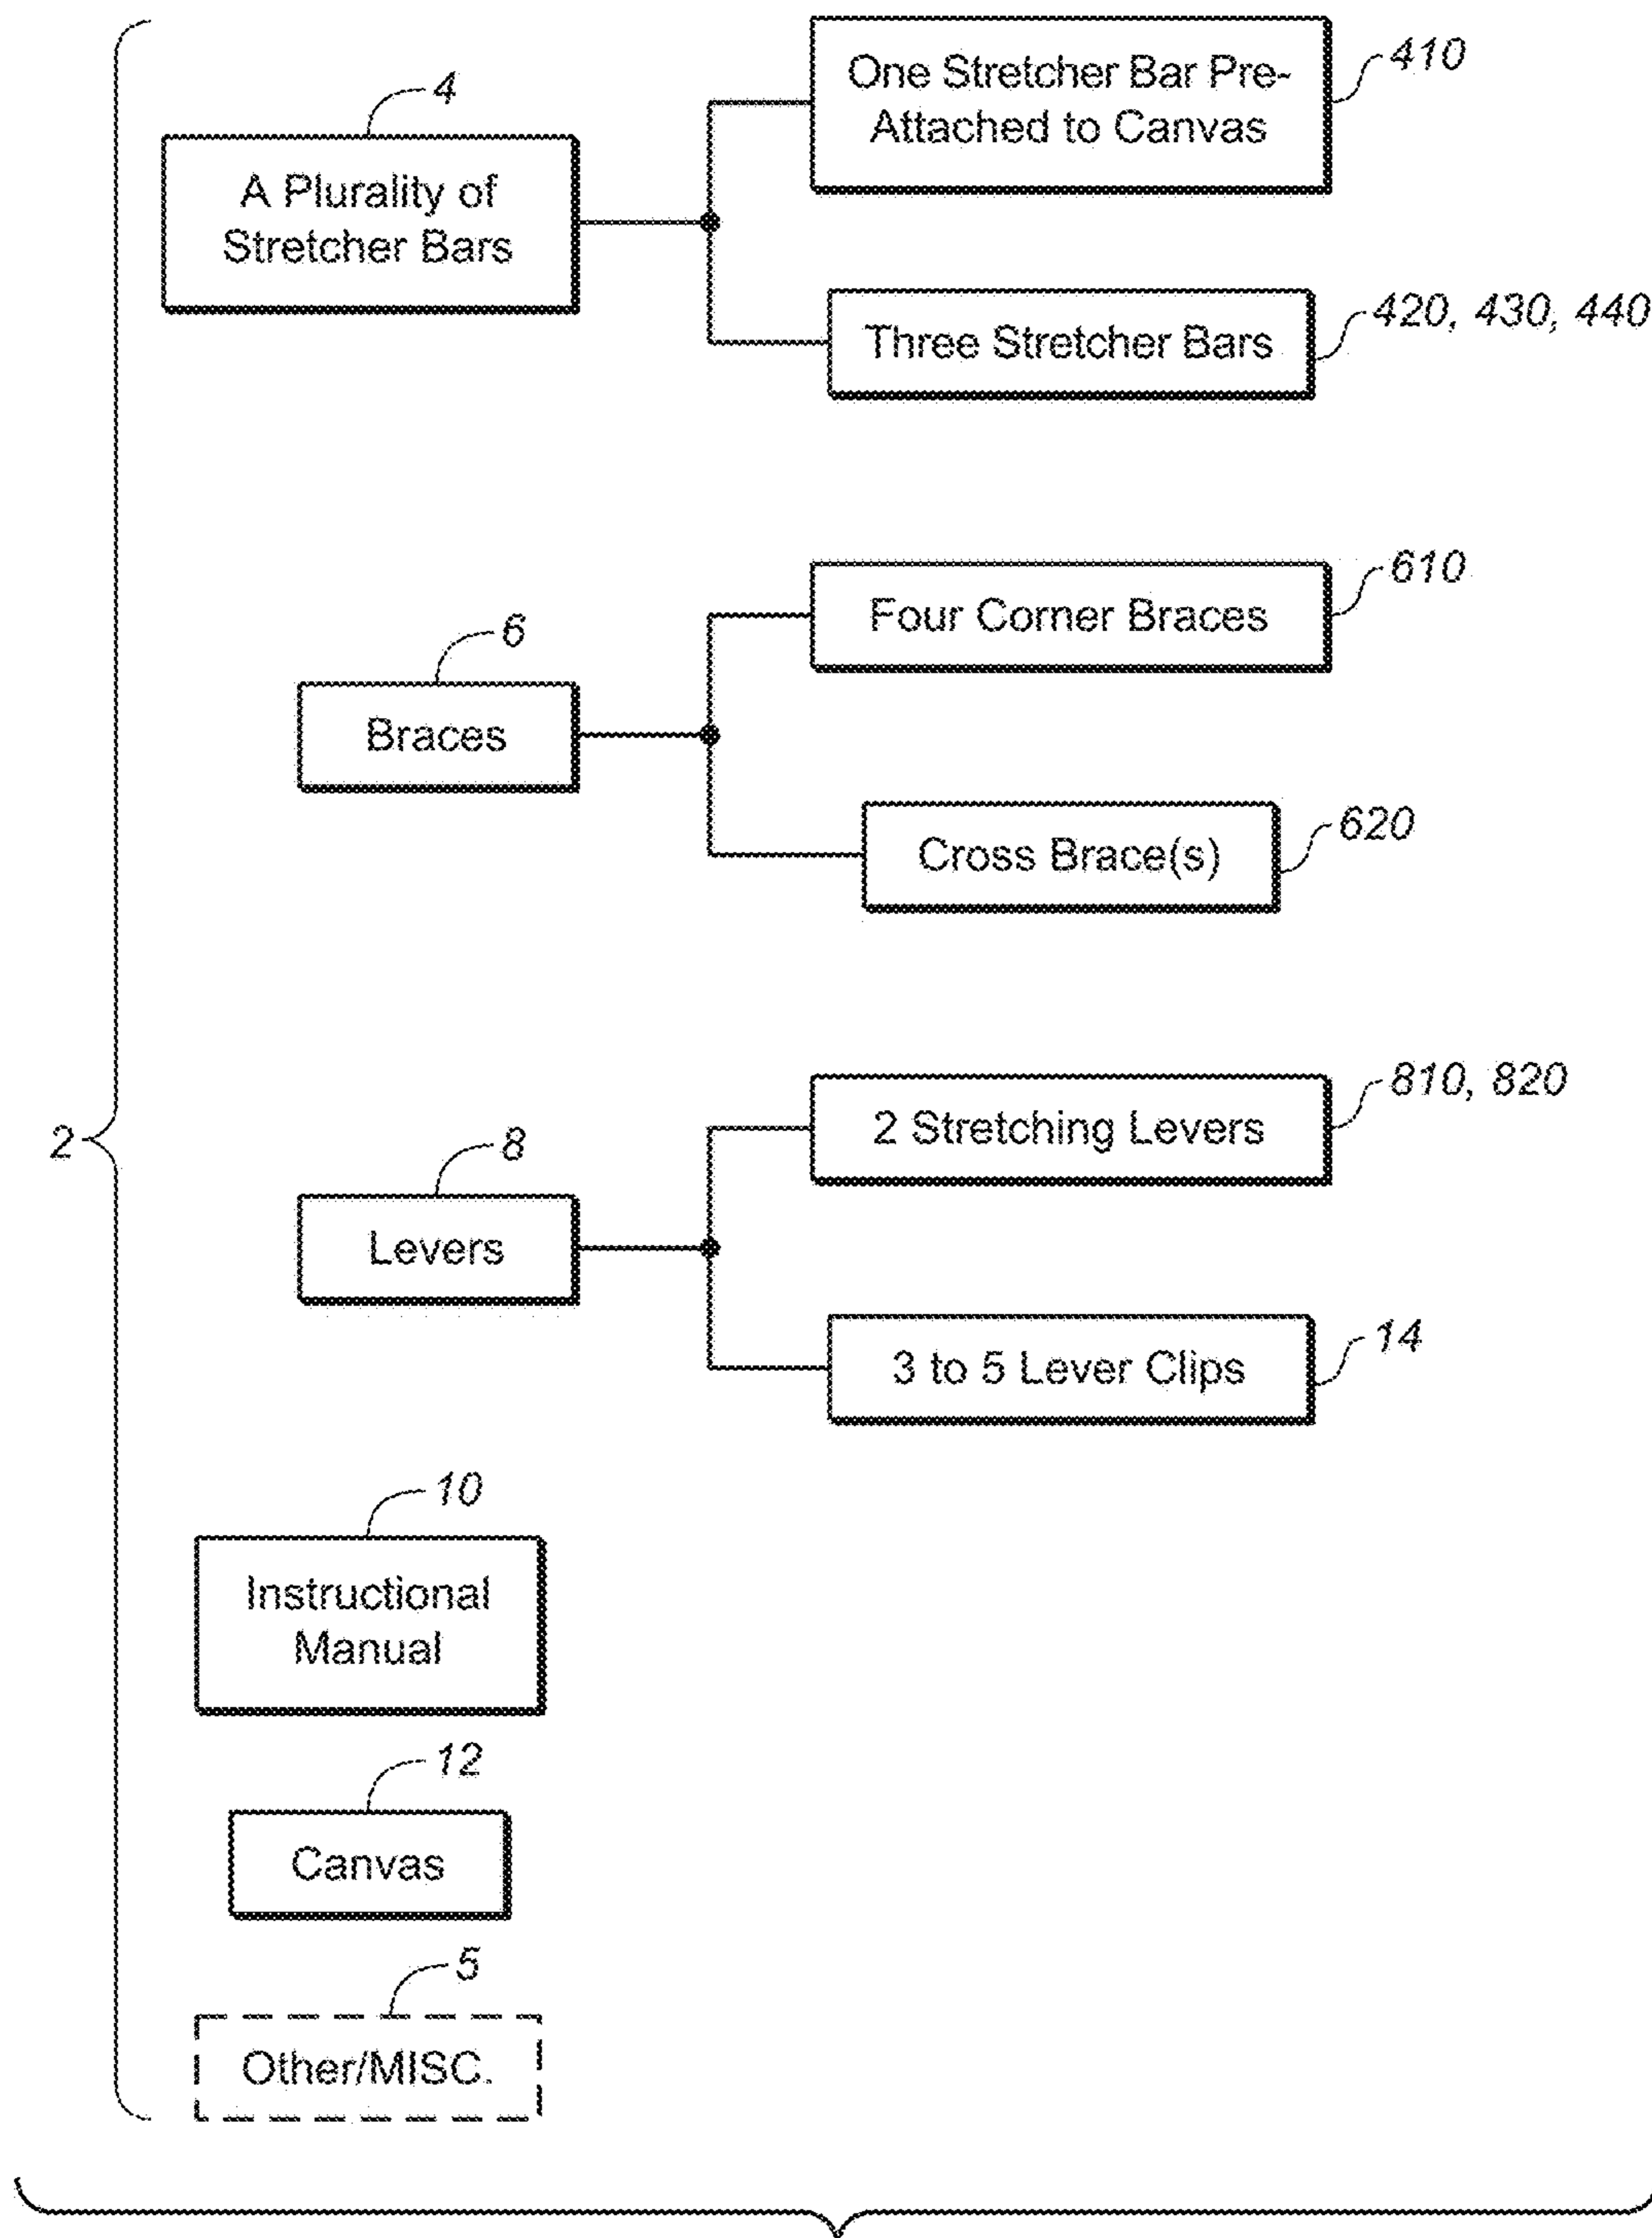 4
A Plurality of
Stretcher Bars
410
One Stretcher Bar Pre-
Attached to Canvas
420, 430, 440
Three Stretcher Bars
6
Braces
610
Four Corner Braces
620
Cross Brace(s)
2
8
Levers
810, 820
2 Stretching Levers
14
3 to 5 Lever Clips
10
Instructional
Manual
12
Canvas
5
Other/MISC.